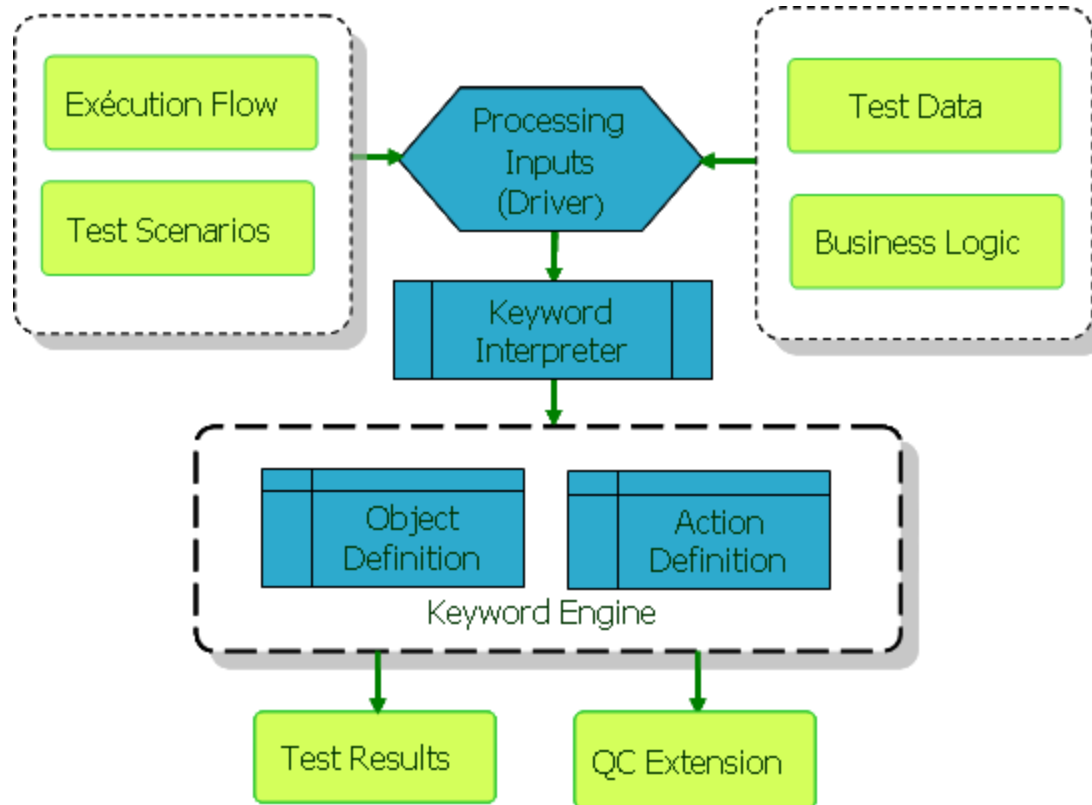 Exécution Flow
Test Scenarios
Processing
Inputs
(Driver)
Test Data
Business Logic
Keyword
Interpreter
Object
Definition
Action
Definition
Keyword Engine
Test Results
QC Extension